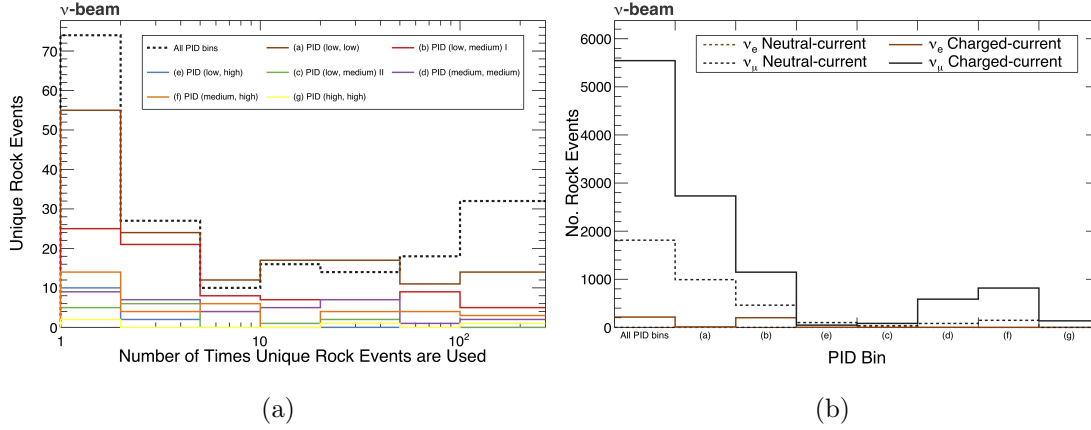 ν-beam
Unique Rock Events
70
60
50
40
30
20
10
0
All PID bins
(a) PID (low, low)
(b) PID (low, medium) I
(e) PID (low, high)
(c) PID (low, medium) II
(d) PID (medium, medium)
(f) PID (medium, high)
(g) PID (high, high)
1 10 10²
Number of Times Unique Rock Events are Used
(a)
ν-beam
No. Rock Events
6000
5000
4000
3000
2000
1000
0
νe Neutral-current
νe Charged-current
νμ Neutral-current
νμ Charged-current
All PID bins (a) (b) (e) (c) (d) (f) (g)
PID Bin
(b)